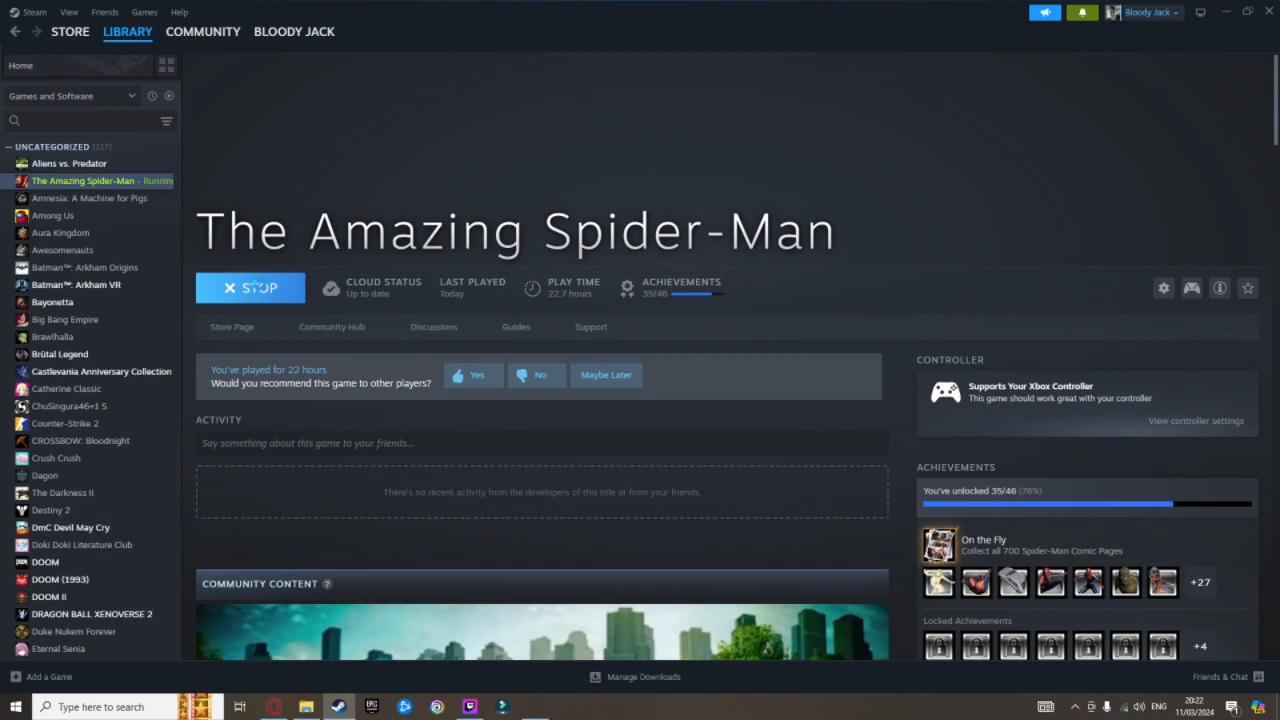 Steam View Friends Games Help
Bloody Jack
STORE LIBRARY COMMUNITY BLOODY JACK
Home
Games and Software
UNCATEGORIZED (117)
Aliens vs. Predator
The Amazing Spider-Man - Running
Amnesia: A Machine for Pigs
Among Us
Aura Kingdom
Awesomenauts
Batman™: Arkham Origins
Batman™: Arkham VR
Bayonetta
Big Bang Empire
Brawlhalla
Brütal Legend
Castlevania Anniversary Collection
Catherine Classic
ChuSingura46+1 S
Counter-Strike 2
CROSSBOW: Bloodnight
Crush Crush
Dagon
The Darkness II
Destiny 2
DmC Devil May Cry
Doki Doki Literature Club
DOOM
DOOM (1993)
DOOM II
DRAGON BALL XENOVERSE 2
Duke Nukem Forever
Eternal Senia
The Amazing Spider-Man
STOP
CLOUD STATUS
Up to date
LAST PLAYED
Today
PLAY TIME
22.7 hours
ACHIEVEMENTS
35/46
Store Page Community Hub Discussions Guides Support
You've played for 22 hours
Would you recommend this game to other players?
Yes No Maybe Later
ACTIVITY
Say something about this game to your friends...
There's no recent activity from the developers of this title or from your friends.
COMMUNITY CONTENT ?
CONTROLLER
Supports Your Xbox Controller
This game should work great with your controller
View controller settings
ACHIEVEMENTS
You've unlocked 35/46 (76%)
On the Fly
Collect all 700 Spider-Man Comic Pages
+27
Locked Achievements
+4
Add a Game
Manage Downloads
Friends & Chat
Type here to search
EPIC GAMES
ENG
20:22
11/03/2024